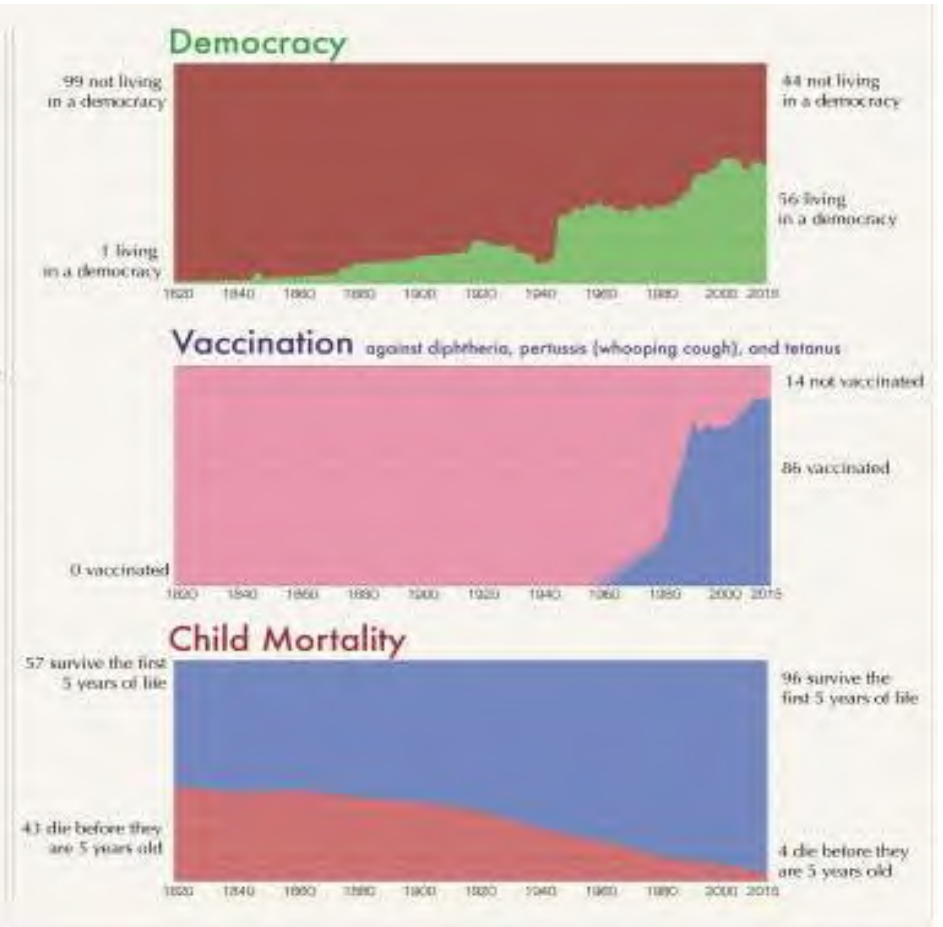 Democracy
99 not living
in a democracy
44 not living
in a democracy
56 living
in a democracy
1 living
in a democracy
1820 1840 1860 1880 1900 1920 1940 1960 1980 2000 2015
Vaccination against diphtheria, pertussis (whooping cough), and tetanus
14 not vaccinated
86 vaccinated
0 vaccinated
1820 1840 1860 1880 1900 1920 1940 1960 1980 2000 2015
Child Mortality
57 survive the first
5 years of life
96 survive the
first 5 years of life
43 die before they
are 5 years old
4 die before they
are 5 years old
1820 1840 1860 1880 1900 1920 1940 1960 1980 2000 2015